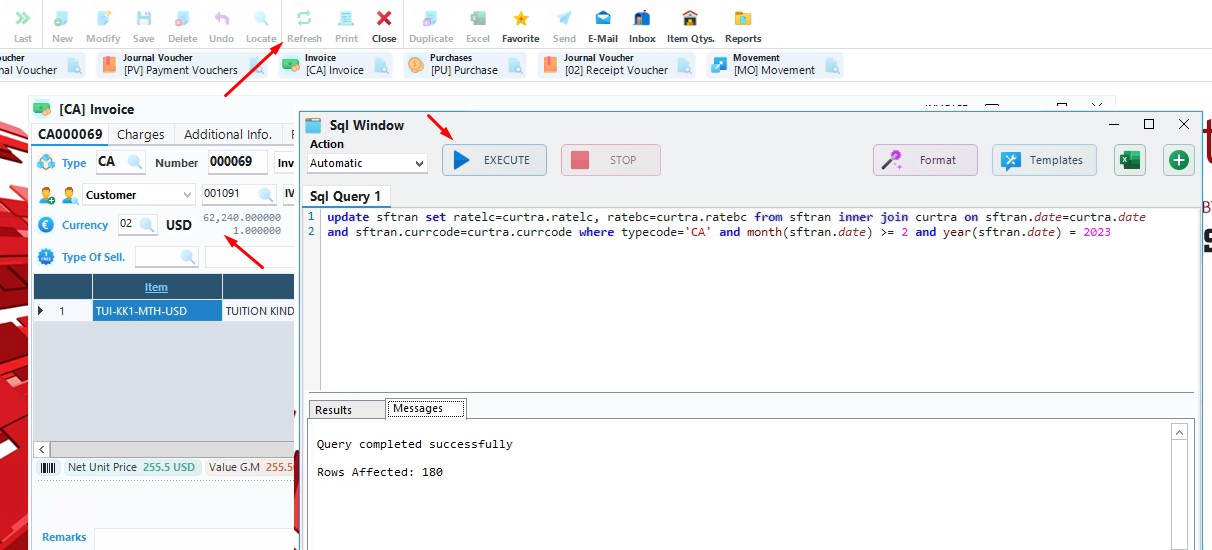 Last New Modify Save Delete Undo Locate Refresh Print Close Duplicate Excel Favorite Send E-Mail Inbox Item Qtys. Reports
oucher Journal Voucher Invoice Purchases Journal Voucher Movement
nal Voucher [PV] Payment Vouchers [CA] Invoice [PU] Purchase [02] Receipt Voucher [MO] Movement
[CA] Invoice
Sql Window
CA000069 Charges Additional Info.
Action
Type CA Number 000069 Inv
Automatic EXECUTE STOP Format Templates
Customer 001091 IV
Sql Query 1
Currency 02 USD 62,240.000000
1.000000
1 update sftran set ratelc=curtra.ratelc, ratebc=curtra.ratebc from sftran inner join curtra on sftran.date=curtra.date
2 and sftran.currcode=curtra.currcode where typecode='CA' and month(sftran.date) >= 2 and year(sftran.date) = 2023
Type Of Sell.
Item
1 TUI-KK1-MTH-USD TUITION KIND
Results Messages
Query completed successfully
Net Unit Price 255.5 USD Value G.M 255.5
Rows Affected: 180
Remarks